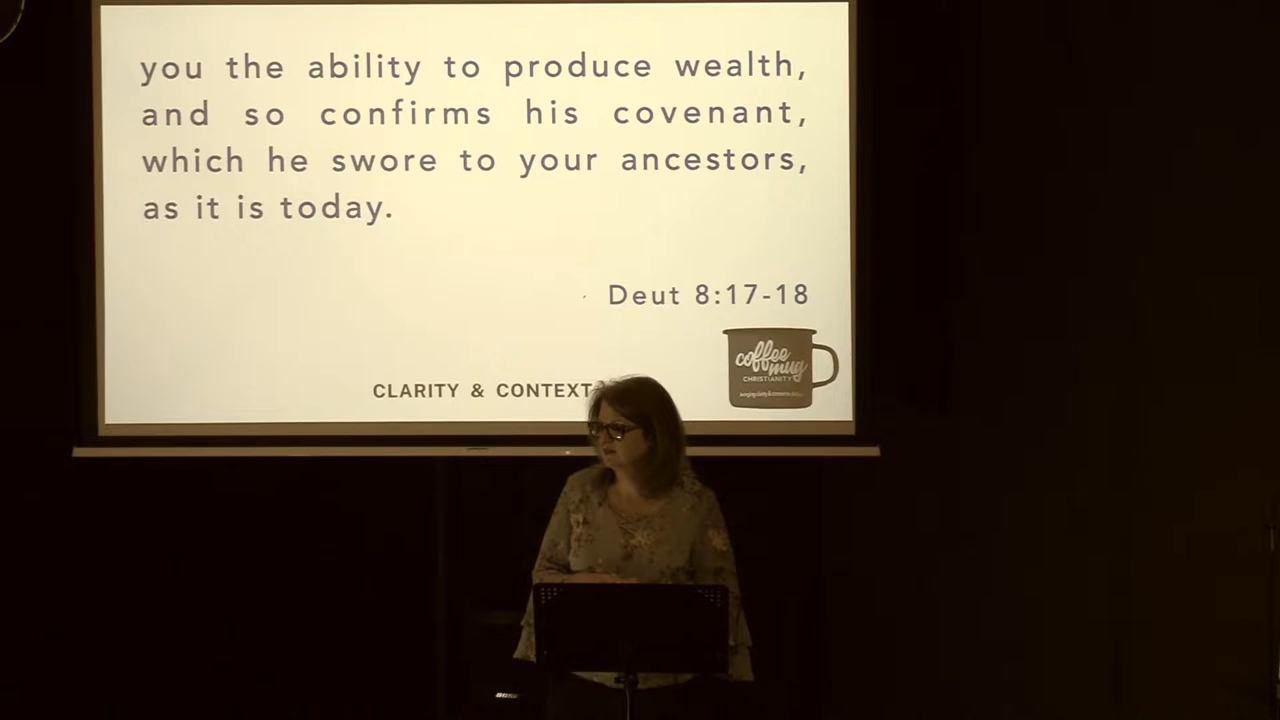 you the ability to produce wealth,
and so confirms his covenant,
which he swore to your ancestors,
as it is today.
Deut 8:17-18
coffee
mug
CHRISTIANITY
CLARITY & CONTEXT
BOSE